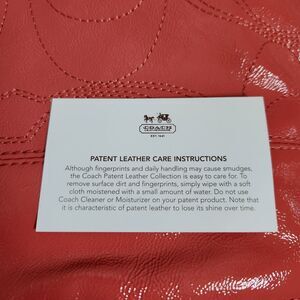 COACH
EST. 1941
PATENT LEATHER CARE INSTRUCTIONS
Although fingerprints and daily handling may cause smudges,
the Coach Patent Leather Collection is easy to care for. To
remove surface dirt and fingerprints, simply wipe with a soft
cloth moistened with a small amount of water. Do not use
Coach Cleaner or Moisturizer on your patent product. Note that
it is characteristic of patent leather to lose its shine over time.